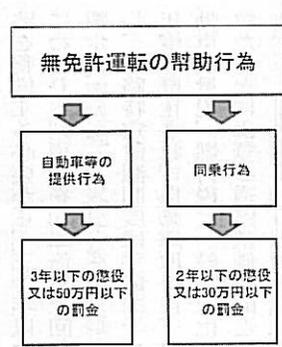 無免許運転の幇助行為
自動車等の
提供行為
同乗行為
3年以下の懲役
又は50万円以下
の罰金
2年以下の懲役
又は30万円以下
の罰金